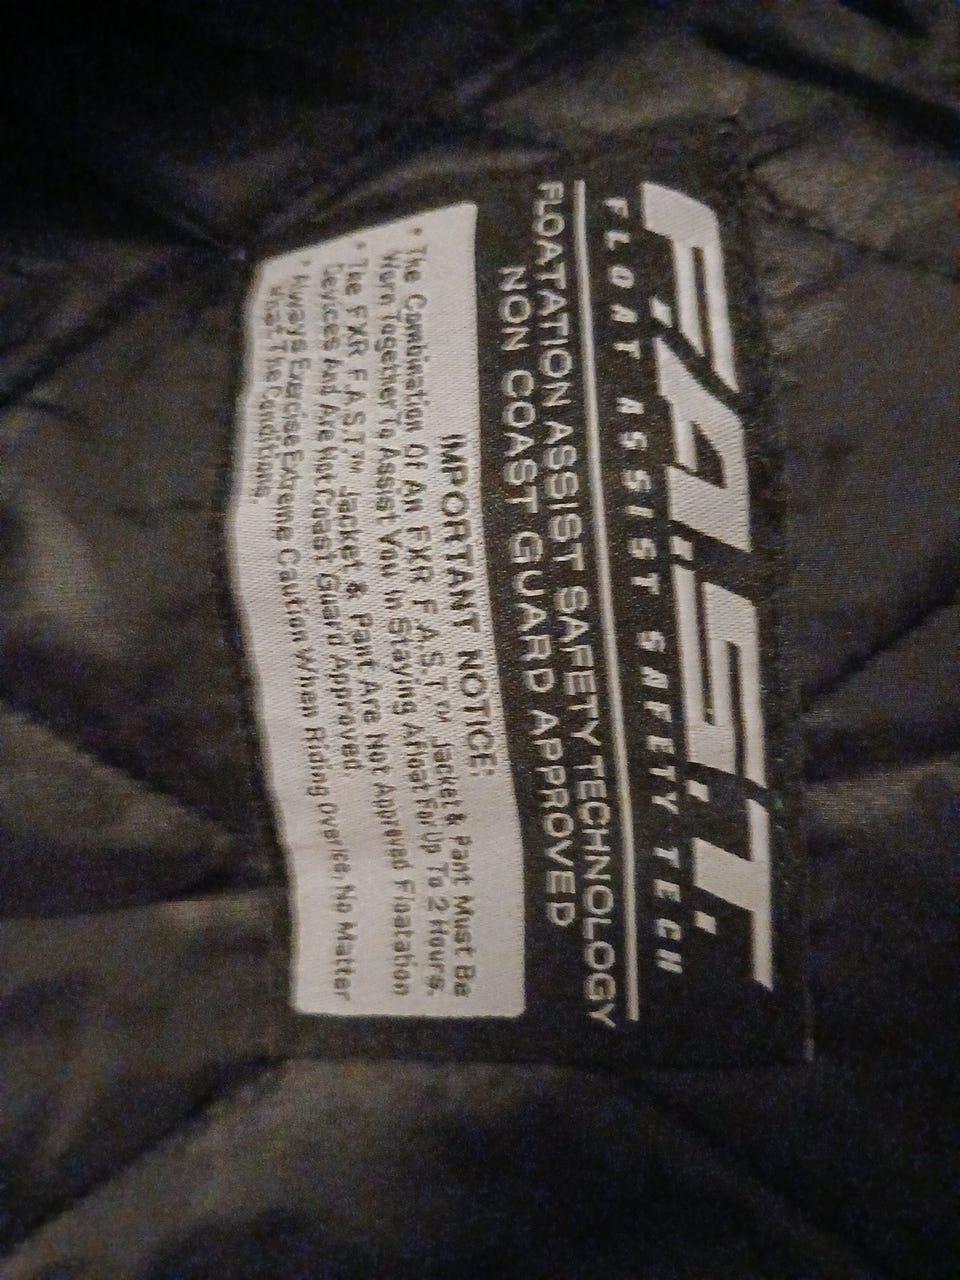 F.A.S.T.
FLOAT ASSIST SAFETY TECH
FLOATATION ASSIST SAFETY TECHNOLOGY
NON COAST GUARD APPROVED
IMPORTANT NOTICE:
• The Combination Of An FXR F.A.S.T™ Jacket & Pant Must Be
Worn Together To Assist You In Staying Afloat For Up To 2 Hours.
• The FXR F.A.S.T™ Jacket & Pant Are Not Approved Floatation
Devices And Are Not Coast Guard Approved.
• Always Exercise Extreme Caution When Riding Over Ice, No Matter
What The Conditions.